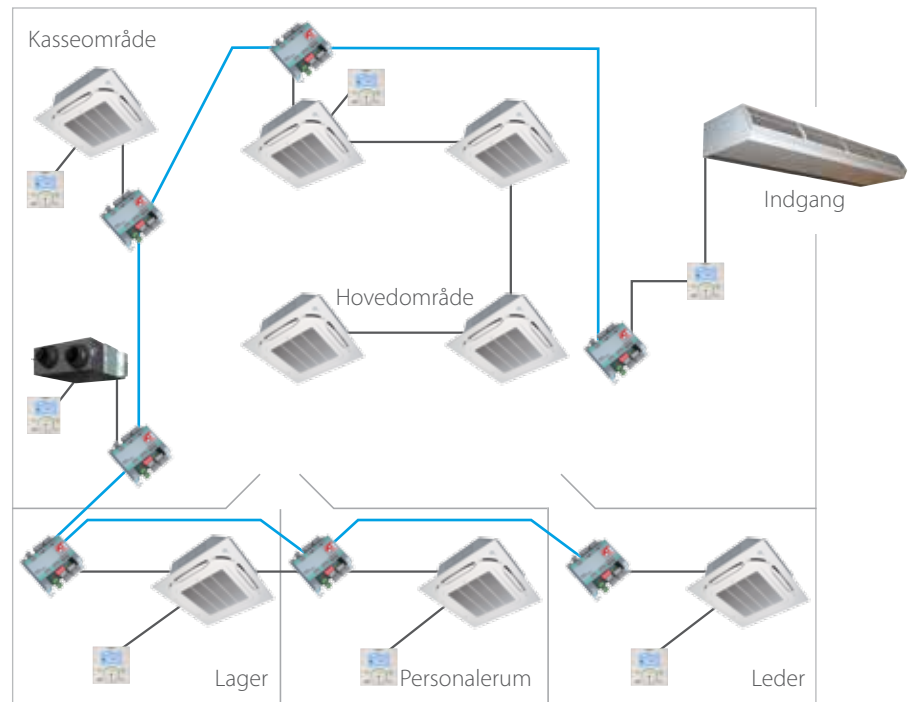 Kasseområde
Indgang
Hovedområde
Lager
Personalerum
Leder